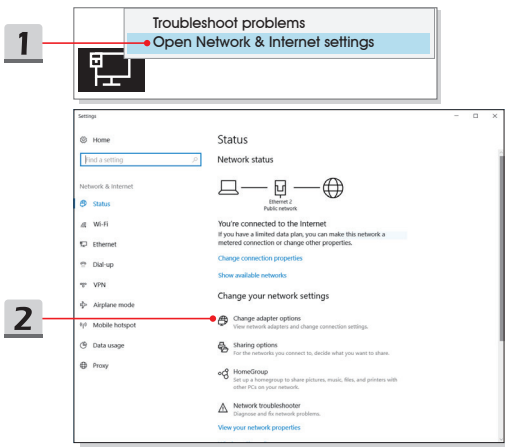 Troubleshoot problems
1
Open Network & Internet settings
Settings
Home
Status
Find a setting
Network status
Network & Internet
Ethernet 2
Public network
Status
Wi-Fi
You're connected to the Internet
If you have a limited data plan, you can make this network a
metered connection or change other properties.
Ethernet
Dial-up
Change connection properties
Show available networks
VPN
Airplane mode
Change your network settings
2
Mobile hotspot
Change adapter options
View network adapters and change connection settings.
Data usage
Sharing options
For the networks you connect to, decide what you want to share.
Proxy
HomeGroup
Set up a homegroup to share pictures, music, files, and printers with
other PCs on your network.
Network troubleshooter
Diagnose and fix network problems.
View your network properties